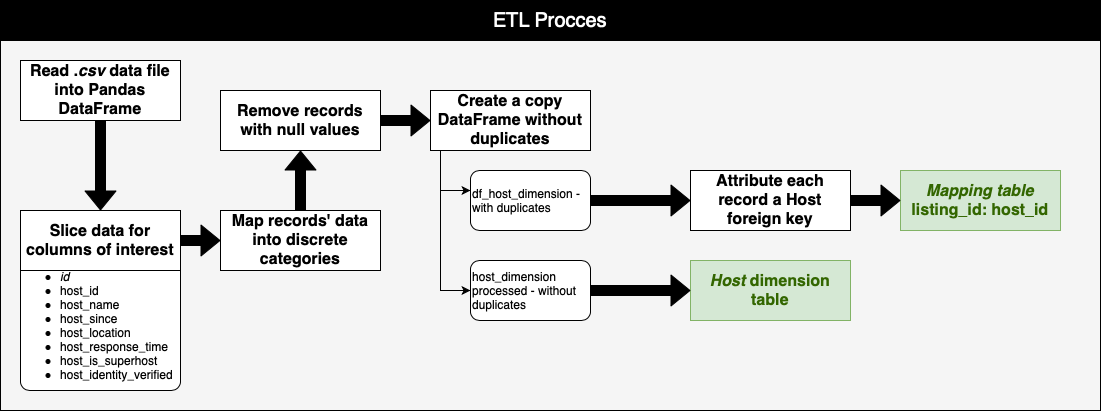 ETL Procces
Read .csv data file
into Pandas
DataFrame
Slice data for
columns of interest
• id
• host_id
• host_name
• host_since
• host_location
• host_response_time
• host_is_superhost
• host_identity_verified
Map records' data
into discrete
categories
Remove records
with null values
Create a copy
DataFrame without
duplicates
df_host_dimension -
with duplicates
Attribute each
record a Host
foreign key
Mapping table
listing_id: host_id
host_dimension
processed - without
duplicates
Host dimension
table